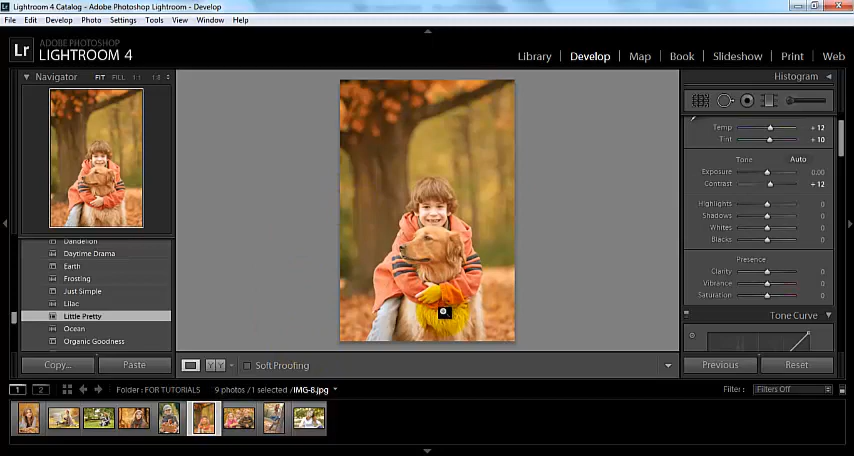 Lightroom 4 Catalog - Adobe Photoshop Lightroom - Develop
File Edit Develop Photo Settings Tools View Window Help
Lr ADOBE PHOTOSHOP
LIGHTROOM 4
Library | Develop | Map | Book | Slideshow | Print | Web
Navigator FIT FILL 1:1 1:8
Histogram
Temp + 12
Tint + 10
Tone Auto
Exposure 0.00
Contrast + 12
Highlights 0
Shadows 0
Whites 0
Blacks 0
Presence
Clarity 0
Vibrance 0
Saturation 0
Tone Curve
Dandelion
Daytime Drama
Earth
Frosting
Just Simple
Lilac
Little Pretty
Ocean
Organic Goodness
Copy... Paste
Y Y
Soft Proofing
Previous Reset
1 2 Folder : FOR TUTORIALS 9 photos / 1 selected / IMG-8.jpg
Filter : Filters Off